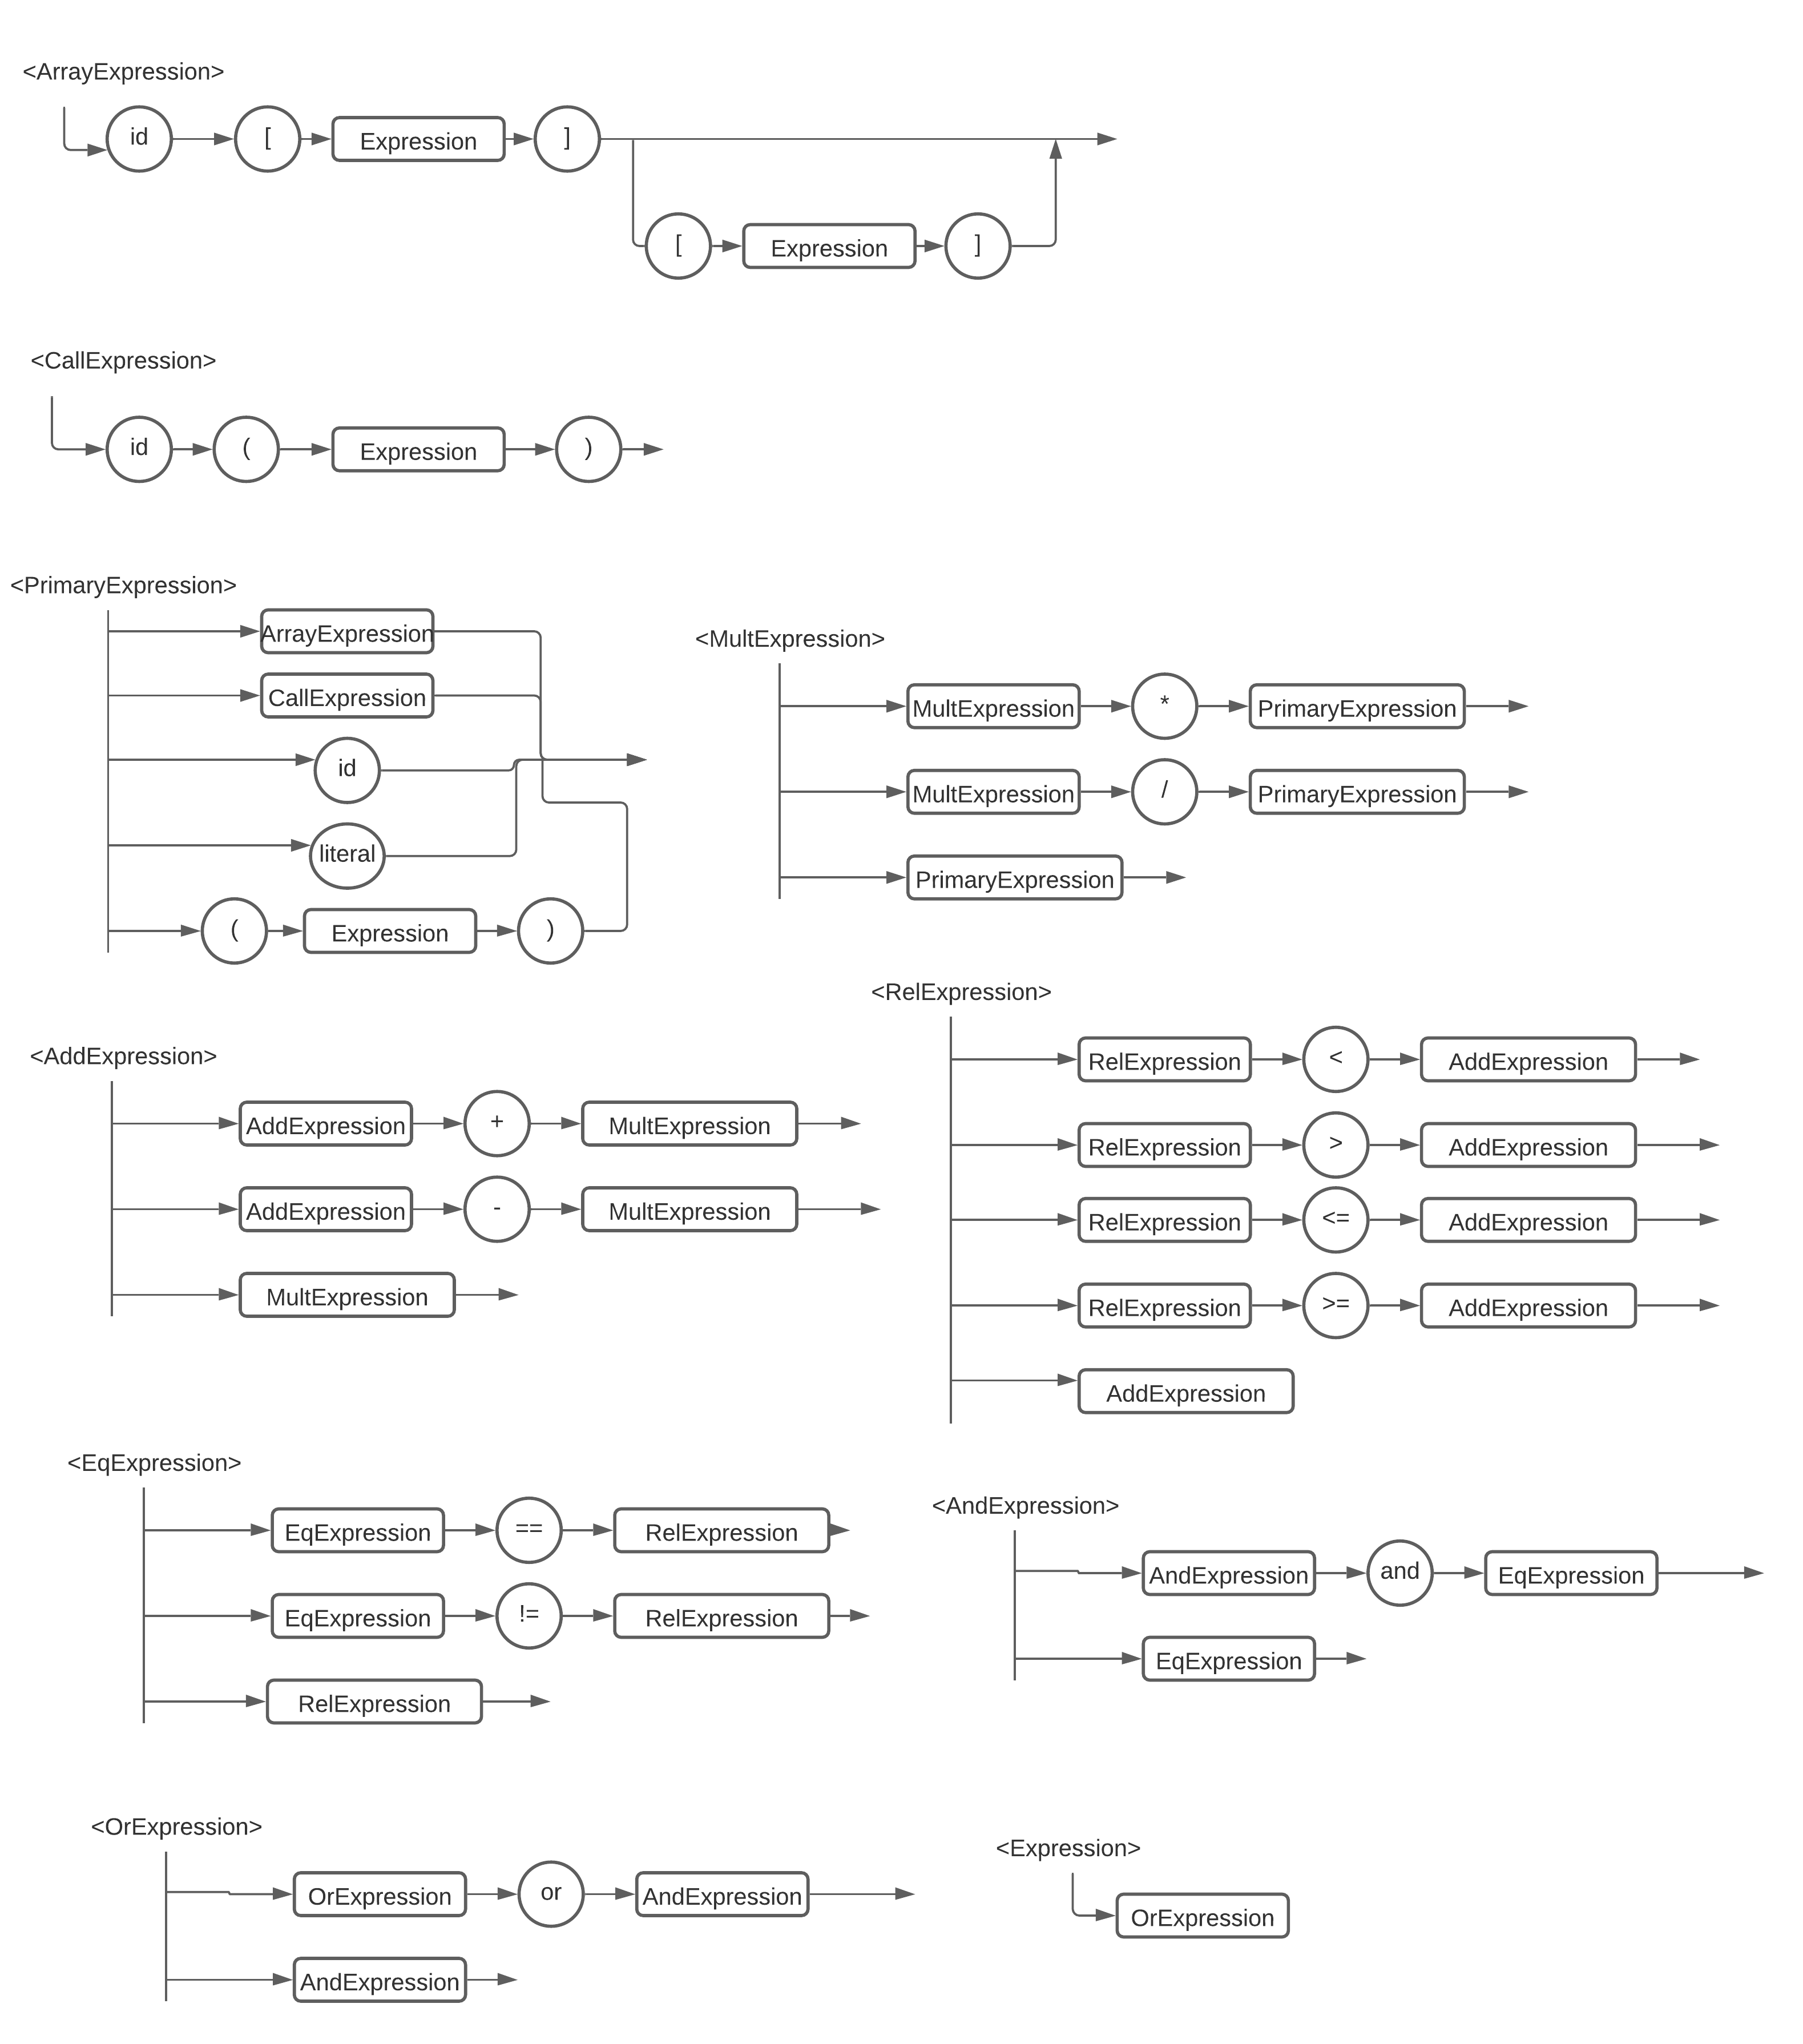 <ArrayExpression>
id [ Expression ]
[ Expression ]
<CallExpression>
id ( Expression )
<PrimaryExpression>
ArrayExpression
CallExpression
id
literal
( Expression )
<MultExpression>
MultExpression * PrimaryExpression
MultExpression / PrimaryExpression
PrimaryExpression
<AddExpression>
AddExpression + MultExpression
AddExpression - MultExpression
MultExpression
<RelExpression>
RelExpression < AddExpression
RelExpression > AddExpression
RelExpression <= AddExpression
RelExpression >= AddExpression
AddExpression
<EqExpression>
EqExpression == RelExpression
EqExpression != RelExpression
RelExpression
<AndExpression>
AndExpression and EqExpression
EqExpression
<OrExpression>
OrExpression or AndExpression
AndExpression
<Expression>
OrExpression